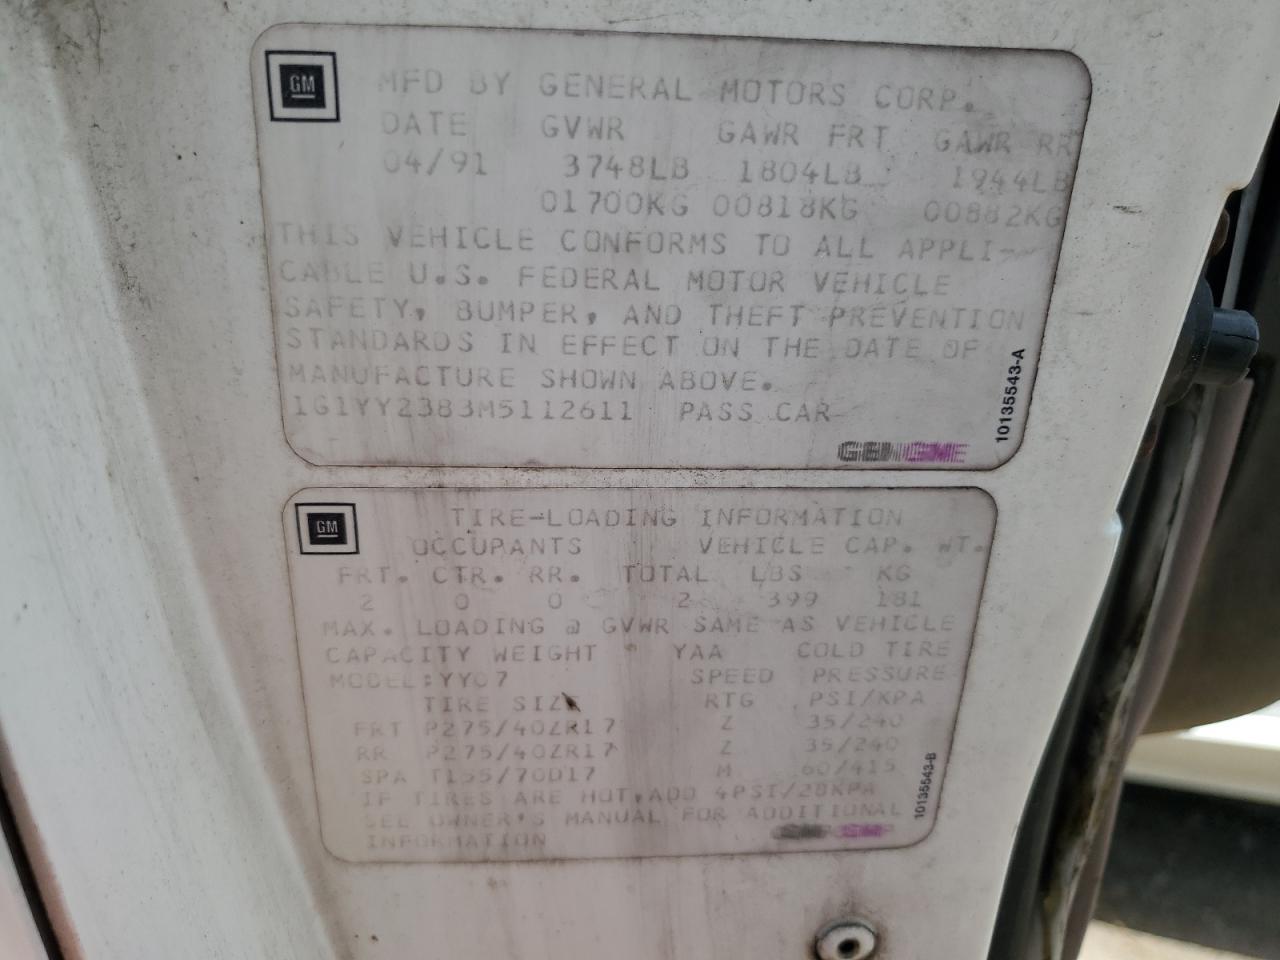 GM
MFD BY GENERAL MOTORS CORP.
DATE GVWR GAWR FRT GAWR RR
04/91 3748LB 1804LB 1944LB
01700KG 00818KG 00882KG
THIS VEHICLE CONFORMS TO ALL APPLI-
CABLE U.S. FEDERAL MOTOR VEHICLE
SAFETY, BUMPER, AND THEFT PREVENTION
STANDARDS IN EFFECT ON THE DATE OF
MANUFACTURE SHOWN ABOVE.
1G1YY2383M5112611 PASS CAR
10135543-A
GM
TIRE-LOADING INFORMATION
OCCUPANTS VEHICLE CAP. WT.
FRT. CTR. RR. TOTAL LBS KG
2 0 0 2 399 181
MAX. LOADING @ GVWR SAME AS VEHICLE
CAPACITY WEIGHT YAA COLD TIRE
MODEL:YY07 SPEED PRESSURE
TIRE SIZE RTG PSI/KPA
FRT P275/40ZR17 Z 35/240
RR P275/40ZR17 Z 35/240
SPA T155/70D17 M 60/415
IF TIRES ARE HOT,ADD 4PSI/28KPA
SEE OWNER'S MANUAL FOR ADDITIONAL
INFORMATION
10135543-B